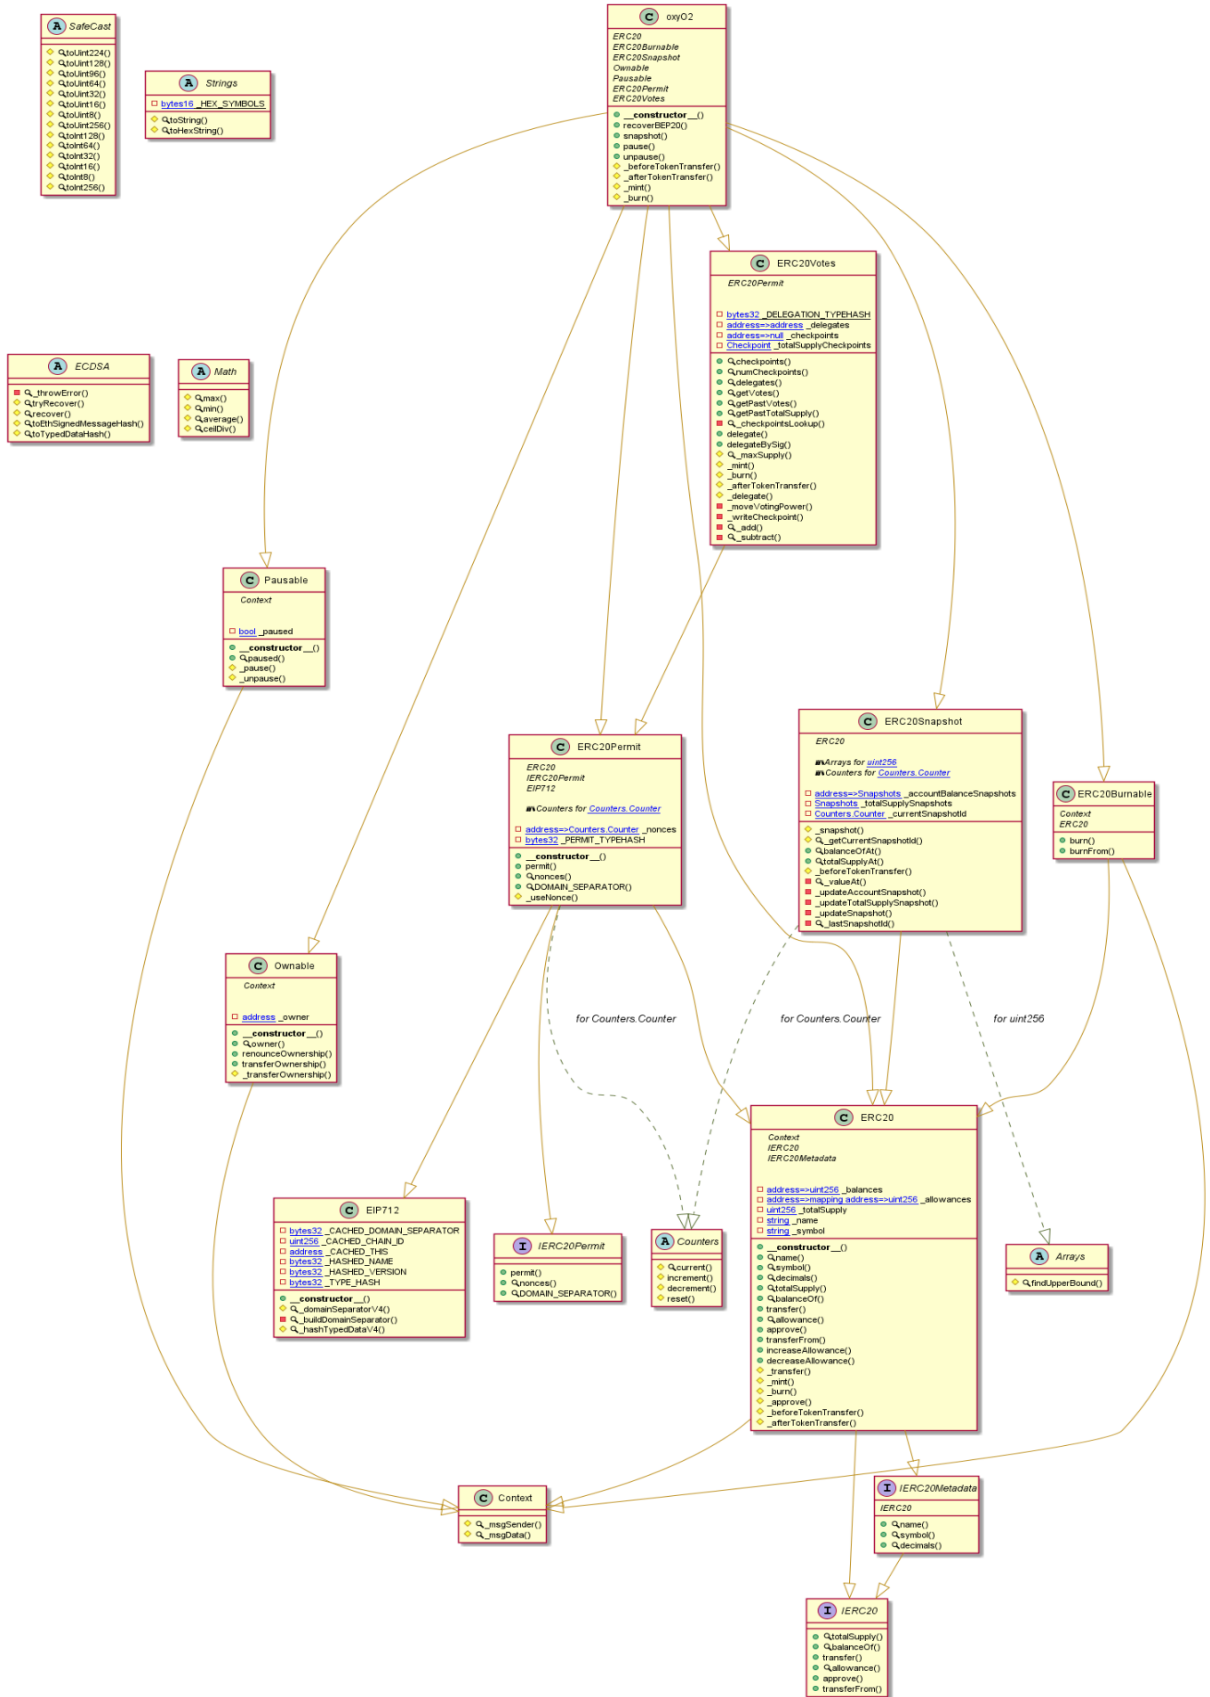 A SafeCast
toUint224()
toUint128()
toUint96()
toUint64()
toUint32()
toUint16()
toUint8()
toUint256()
toInt128()
toInt64()
toInt32()
toInt16()
toInt8()
toInt256()
A Strings
bytes16 _HEX_SYMBOLS
toString()
toHexString()
C oxyO2
ERC20
ERC20Burnable
ERC20Snapshot
Ownable
Pausable
ERC20Permit
ERC20Votes
__constructor__()
recoverBEP20()
snapshot()
pause()
unpause()
_beforeTokenTransfer()
_afterTokenTransfer()
_mint()
_burn()
C ERC20Votes
ERC20Permit
bytes32 _DELEGATION_TYPEHASH
address=>address _delegates
address=>null _checkpoints
Checkpoint _totalSupplyCheckpoints
checkpoints()
numCheckpoints()
delegates()
getVotes()
getPastVotes()
getPastTotalSupply()
_checkpointsLookup()
delegate()
delegateBySig()
_maxSupply()
_mint()
_burn()
_afterTokenTransfer()
_delegate()
_moveVotingPower()
_writeCheckpoint()
_add()
_subtract()
A ECDSA
_throwError()
tryRecover()
recover()
toEthSignedMessageHash()
toTypedDataHash()
A Math
max()
min()
average()
ceilDiv()
C Pausable
Context
bool _paused
__constructor__()
paused()
_pause()
_unpause()
C ERC20Permit
ERC20
IERC20Permit
EIP712
Counters for Counters.Counter
address=>Counters.Counter _nonces
bytes32 _PERMIT_TYPEHASH
__constructor__()
permit()
nonces()
DOMAIN_SEPARATOR()
_useNonce()
C ERC20Snapshot
ERC20
Arrays for uint256
Counters for Counters.Counter
address=>Snapshots _accountBalanceSnapshots
Snapshots _totalSupplySnapshots
Counters.Counter _currentSnapshotId
_snapshot()
_getCurrentSnapshotId()
balanceOfAt()
totalSupplyAt()
_beforeTokenTransfer()
_valueAt()
_updateAccountSnapshot()
_updateTotalSupplySnapshot()
_updateSnapshot()
_lastSnapshotId()
C ERC20Burnable
Context
ERC20
burn()
burnFrom()
C Ownable
Context
address _owner
__constructor__()
owner()
renounceOwnership()
transferOwnership()
_transferOwnership()
for Counters.Counter
for Counters.Counter
for uint256
C ERC20
Context
IERC20
IERC20Metadata
address=>uint256 _balances
address=>mapping address=>uint256 _allowances
uint256 _totalSupply
string _name
string _symbol
__constructor__()
name()
symbol()
decimals()
totalSupply()
balanceOf()
transfer()
allowance()
approve()
transferFrom()
increaseAllowance()
decreaseAllowance()
_transfer()
_mint()
_burn()
_approve()
_beforeTokenTransfer()
_afterTokenTransfer()
C EIP712
bytes32 _CACHED_DOMAIN_SEPARATOR
uint256 _CACHED_CHAIN_ID
address _CACHED_THIS
bytes32 _HASHED_NAME
bytes32 _HASHED_VERSION
bytes32 _TYPE_HASH
__constructor__()
_domainSeparatorV4()
_buildDomainSeparator()
_hashTypedDataV4()
I IERC20Permit
permit()
nonces()
DOMAIN_SEPARATOR()
A Counters
current()
increment()
decrement()
reset()
A Arrays
findUpperBound()
C Context
_msgSender()
_msgData()
I IERC20Metadata
IERC20
name()
symbol()
decimals()
I IERC20
totalSupply()
balanceOf()
transfer()
allowance()
approve()
transferFrom()